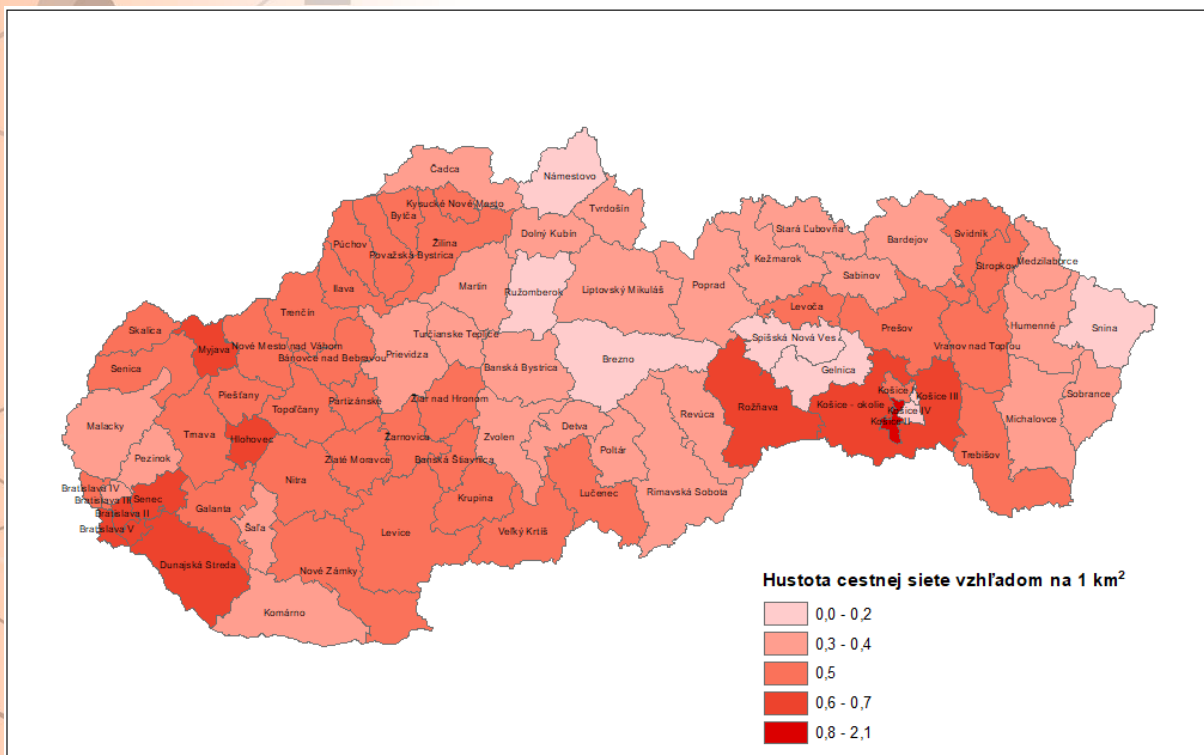 Čadca
Námestovo
Kysucké Nové Mesto
Tvrdošín
Bytča
Dolný Kubín
Stará Ľubovňa
Bardejov
Svidník
Púchov
Žilina
Považská Bystrica
Kežmarok
Stropkov
Medzilaborce
Sabinov
Ilava
Martin
Ružomberok
Liptovský Mikuláš
Poprad
Levoča
Trenčín
Skalica
Turčianske Teplice
Prešov
Humenné
Snina
Myjava
Nové Mesto nad Váhom
Spišská Nová Ves
Vranov nad Topľou
Bánovce nad Bebravou
Prievidza
Brezno
Senica
Banská Bystrica
Gelnica
Sobrance
Piešťany
Partizánske
Žiar nad Hronom
Košice I
Košice III
Topoľčany
Rožňava
Košice - okolie
Košice IV
Revúca
Michalovce
Malacky
Trnava
Hlohovec
Žarnovica
Zvolen
Detva
Košice II
Poltár
Pezinok
Zlaté Moravce
Banská Štiavnica
Trebišov
Nitra
Bratislava IV
Rimavská Sobota
Bratislava III
Senec
Krupina
Lučenec
Galanta
Bratislava II
Bratislava V
Šaľa
Levice
Veľký Krtíš
Dunajská Streda
Nové Zámky
Komárno
Hustota cestnej siete vzhľadom na 1 km²
0,0 - 0,2
0,3 - 0,4
0,5
0,6 - 0,7
0,8 - 2,1